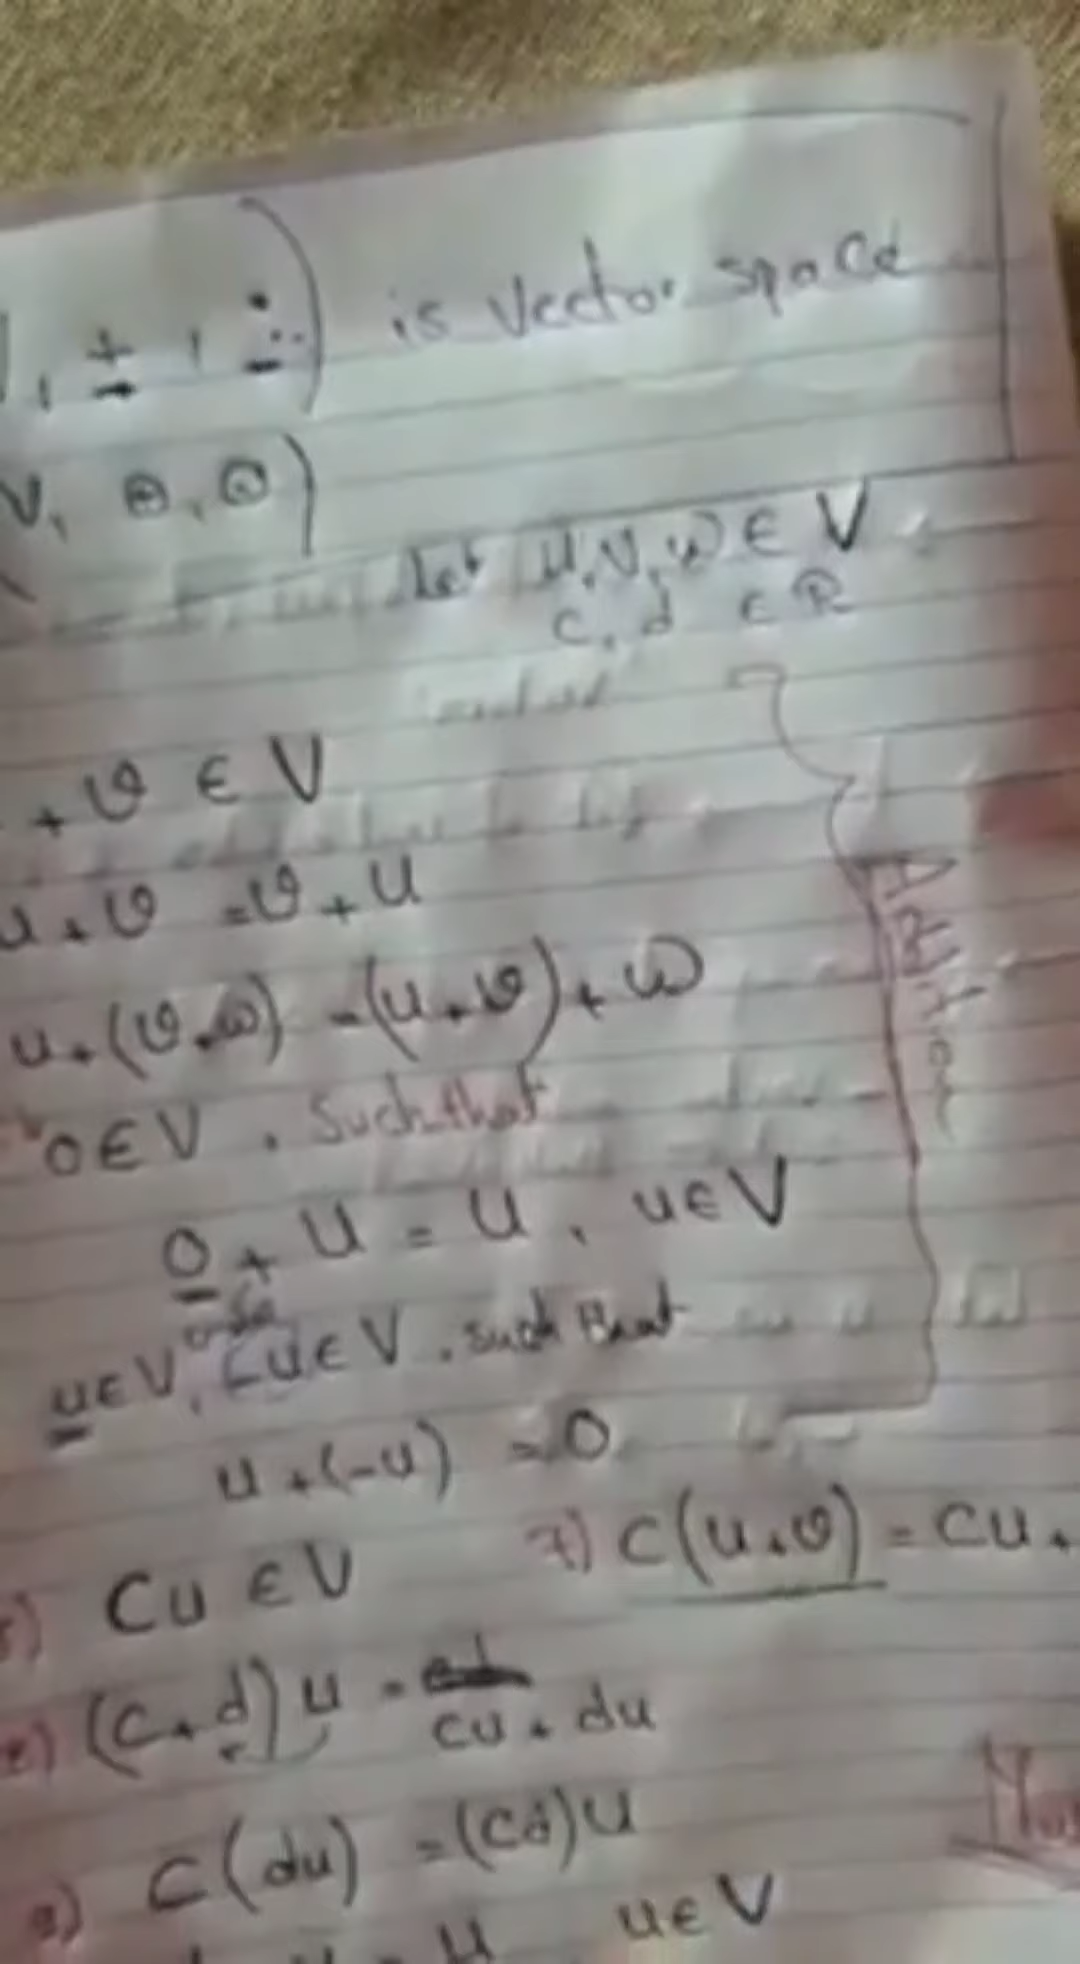 , + , ·) is vector space
V, ⊕, ⊙)
let u, v, w ∈ V
c, d ∈ ℝ
+ v ∈ V
u + v = v + u
u + (v + w) = (u + v) + w
0 ∈ V . Such that
0 + u = u , u ∈ V
u ∈ V, -u ∈ V . such that
u + (-u) = 0
Addition
Cu ∈ V 7) C(u + v) = Cu +
(C + d) u = cu + du
9) C(du) = (Cd)u
u = u u ∈ V